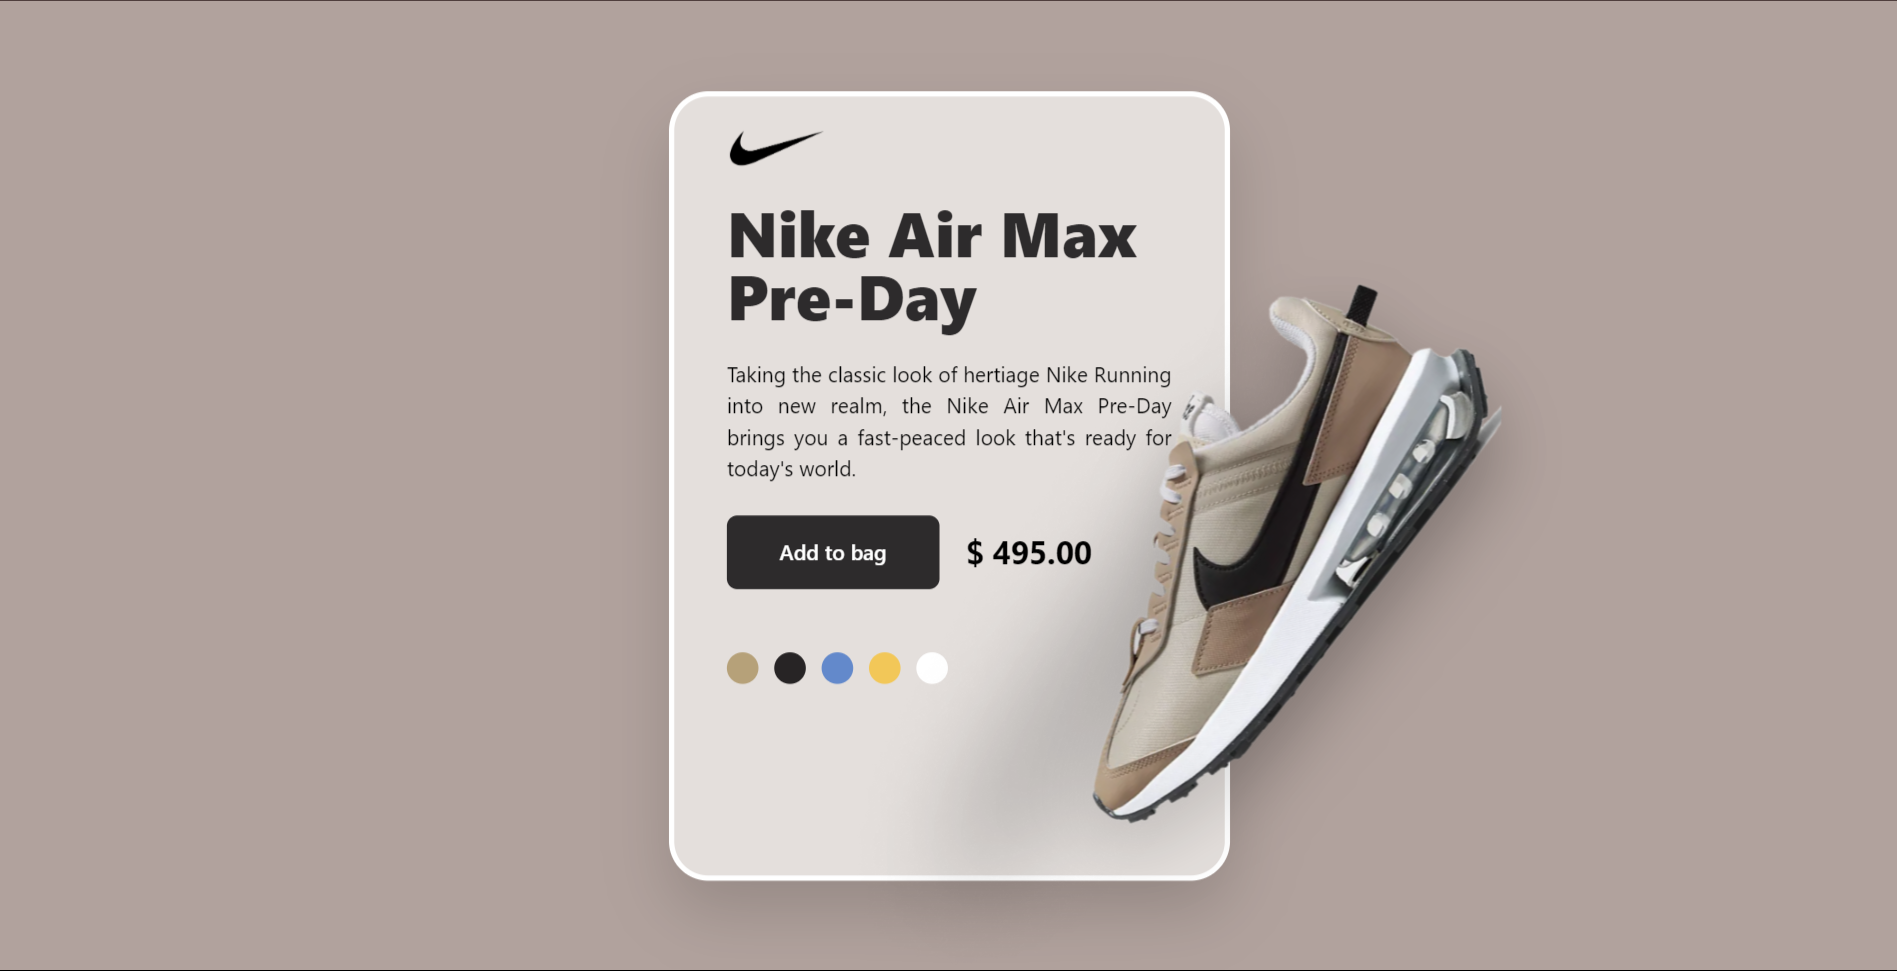 Nike Air Max
Pre-Day
Taking the classic look of hertiage Nike Running
into new realm, the Nike Air Max Pre-Day
brings you a fast-peaced look that's ready for
today's world.
Add to bag
$ 495.00